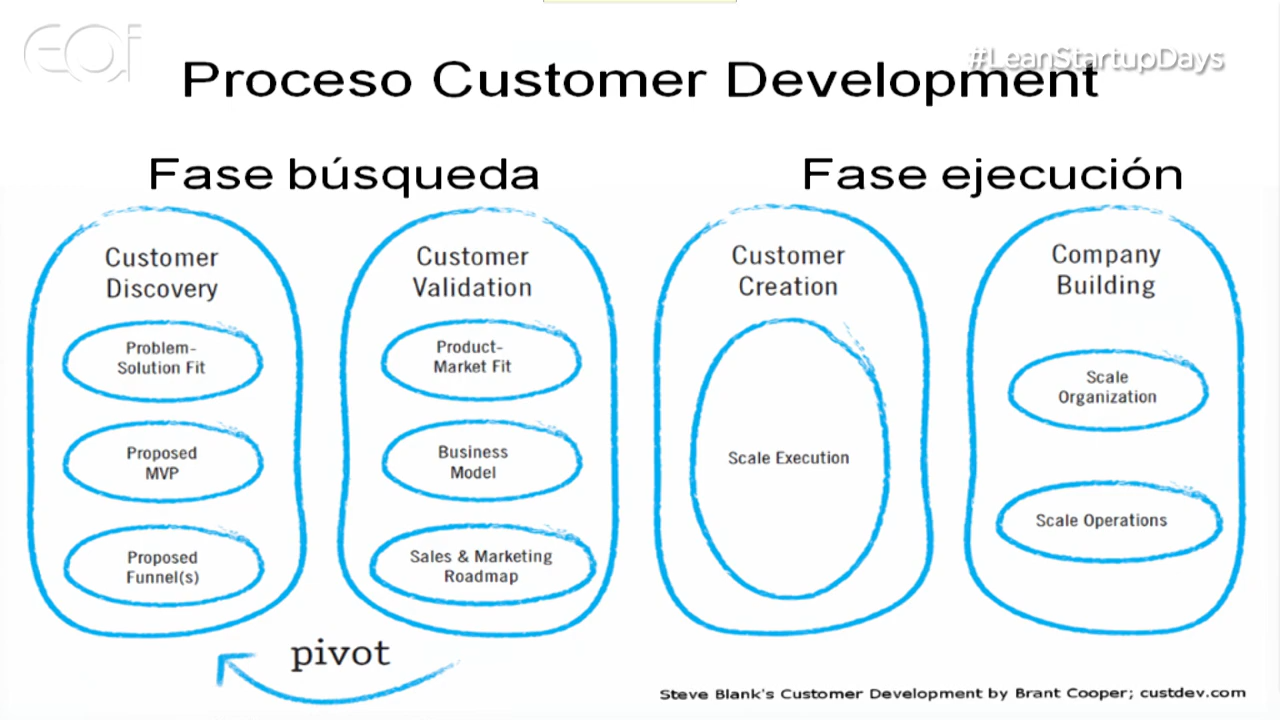 eoi
#LeanStartupDays
Proceso Customer Development
Fase búsqueda
Fase ejecución
Customer
Discovery
Problem-
Solution Fit
Proposed
MVP
Proposed
Funnel(s)
Customer
Validation
Product-
Market Fit
Business
Model
Sales & Marketing
Roadmap
Customer
Creation
Scale Execution
Company
Building
Scale
Organization
Scale Operations
pivot
Steve Blank's Customer Development by Brant Cooper; custdev.com